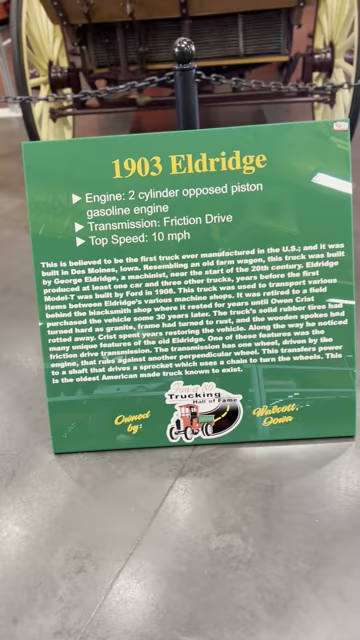 1903 Eldridge
▶ Engine: 2 cylinder opposed piston
gasoline engine
▶ Transmission: Friction Drive
▶ Top Speed: 10 mph
This is believed to be the first truck ever manufactured in the U.S.; and it was
built in Des Moines, Iowa. Resembling an old farm wagon, this truck was built
by George Eldridge, a machinist, near the start of the 20th century. Eldridge
produced at least one car and three other trucks, years before the first
Model-T was built by Ford in 1908. This truck was used to transport various
items between Eldridge's various machine shops. It was retired to a field
behind the blacksmith shop where it rested for years until Owen Crist
purchased the vehicle some 30 years later. The truck's solid rubber tires had
turned hard as granite, frame had turned to rust, and the wooden spokes had
rotted away. Crist spent years restoring the vehicle. Along the way he noticed
many unique features of the old Eldridge. One of these features was the
friction drive transmission. The transmission has one wheel, driven by the
engine, that rubs against another perpendicular wheel. This transfers power
to a shaft that drives a sprocket which uses a chain to turn the wheels. This
is the oldest American made truck known to exist.
Iowa 80
Trucking
Hall of Fame
Owned
by:
Walcott,
Iowa